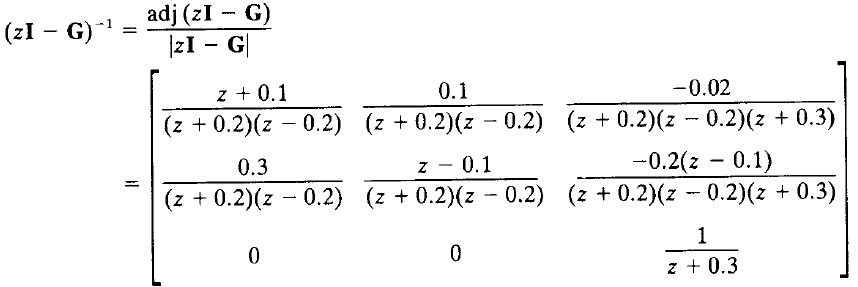 (zI − G)⁻¹ = adj (zI − G) / |zI − G|
= [ (z + 0.1) / ((z + 0.2)(z − 0.2))   0.1 / ((z + 0.2)(z − 0.2))   −0.02 / ((z + 0.2)(z − 0.2)(z + 0.3))
0.3 / ((z + 0.2)(z − 0.2))   (z − 0.1) / ((z + 0.2)(z − 0.2))   −0.2(z − 0.1) / ((z + 0.2)(z − 0.2)(z + 0.3))
0   0   1 / (z + 0.3) ]